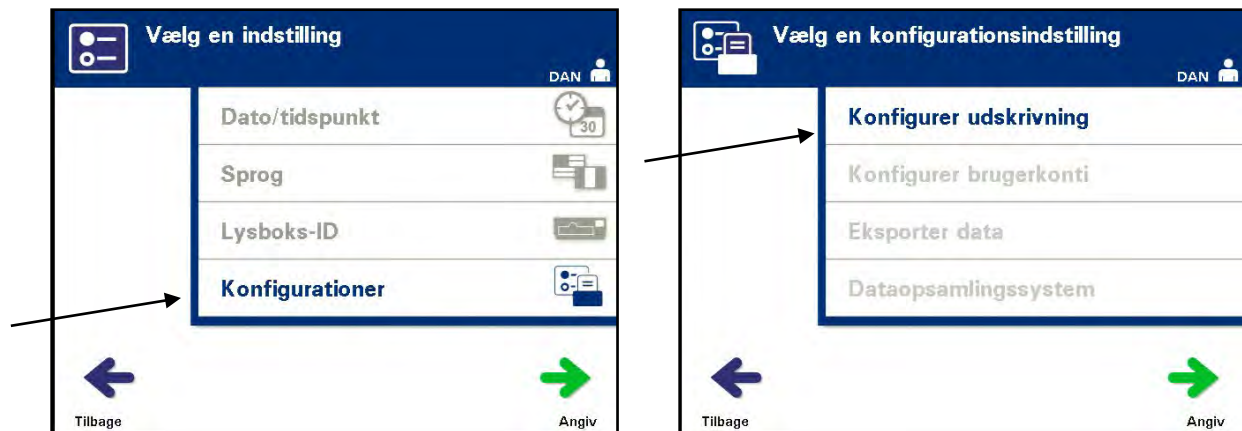 Vælg en indstilling
DAN
Dato/tidspunkt
30
Sprog
Lysboks-ID
Konfigurationer
Tilbage
Angiv
Vælg en konfigurationsindstilling
DAN
Konfigurer udskrivning
Konfigurer brugerkonti
Eksporter data
Dataopsamlingssystem
Tilbage
Angiv